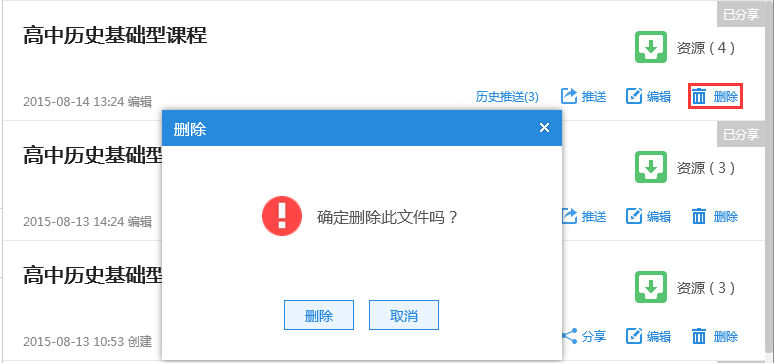 已分享
高中历史基础型课程
资源 ( 4 )
2015-08-14 13:24 编辑
历史推送(3)
推送
编辑
删除
已分享
高中历史基础型
资源 ( 3 )
2015-08-13 14:24 编辑
推送
编辑
删除
高中历史基础型
资源 ( 3 )
2015-08-13 10:53 创建
分享
编辑
删除
删除
确定删除此文件吗？
删除
取消